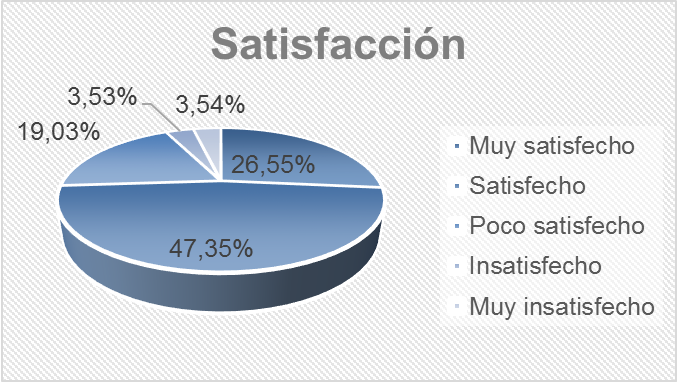 Satisfacción
3,53%
3,54%
19,03%
26,55%
47,35%
Muy satisfecho
Satisfecho
Poco satisfecho
Insatisfecho
Muy insatisfecho